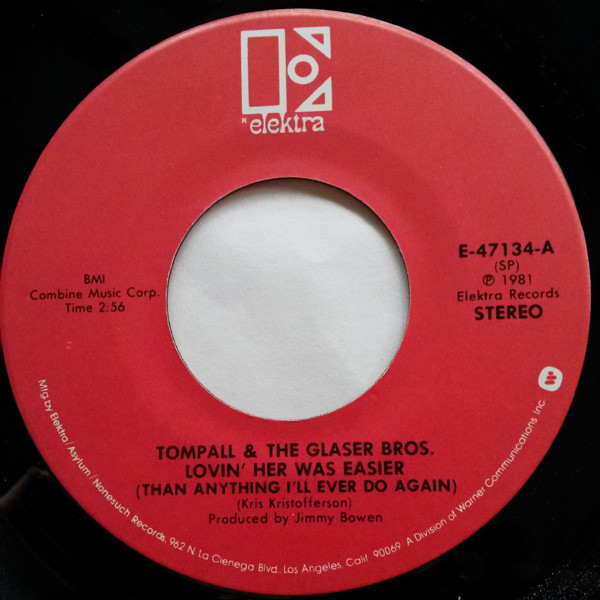 elektra
BMI
Combine Music Corp.
Time 2:56
E-47134-A
(SP)
℗ 1981
Elektra Records
STEREO
TOMPALL & THE GLASER BROS.
LOVIN' HER WAS EASIER
(THAN ANYTHING I'LL EVER DO AGAIN)
(Kris Kristofferson)
Produced by Jimmy Bowen
Mfg. by Elektra/Asylum/Nonesuch Records, 962 N. La Cienega Blvd., Los Angeles, Calif. 90069. A Division of Warner Communications Inc.